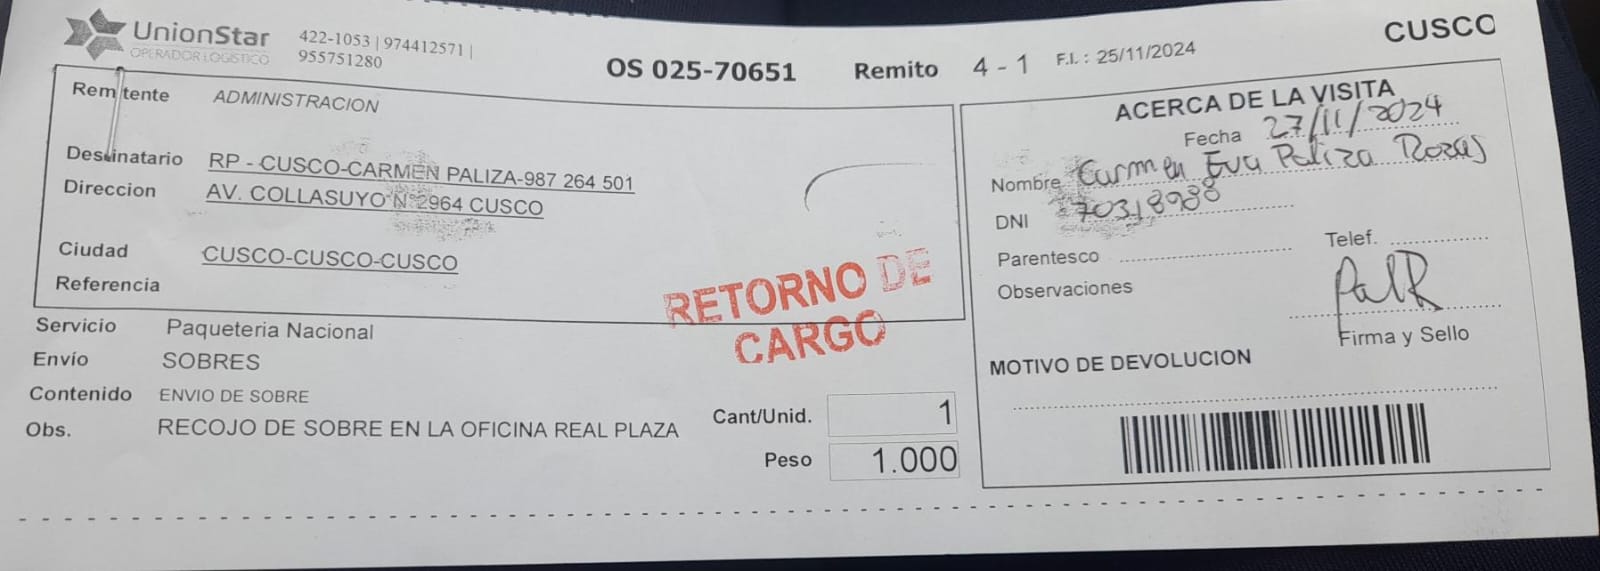 UnionStar
OPERADOR LOGISTICO
422-1053 | 974412571 |
955751280
OS 025-70651
Remito 4 - 1
F.I. : 25/11/2024
CUSCO
Remitente ADMINISTRACION
Destinatario RP - CUSCO-CARMEN PALIZA-987 264 501
Direccion AV. COLLASUYO N°2964 CUSCO
Ciudad CUSCO-CUSCO-CUSCO
Referencia
RETORNO DE
CARGO
Servicio Paqueteria Nacional
Envío SOBRES
Contenido ENVIO DE SOBRE
Obs. RECOJO DE SOBRE EN LA OFICINA REAL PLAZA
Cant/Unid. 1
Peso 1.000
ACERCA DE LA VISITA
Fecha 27/11/2024
Nombre Carmen Eva Paliza Rozas
DNI 70318988
Parentesco
Telef.
Observaciones
PalR
Firma y Sello
MOTIVO DE DEVOLUCION